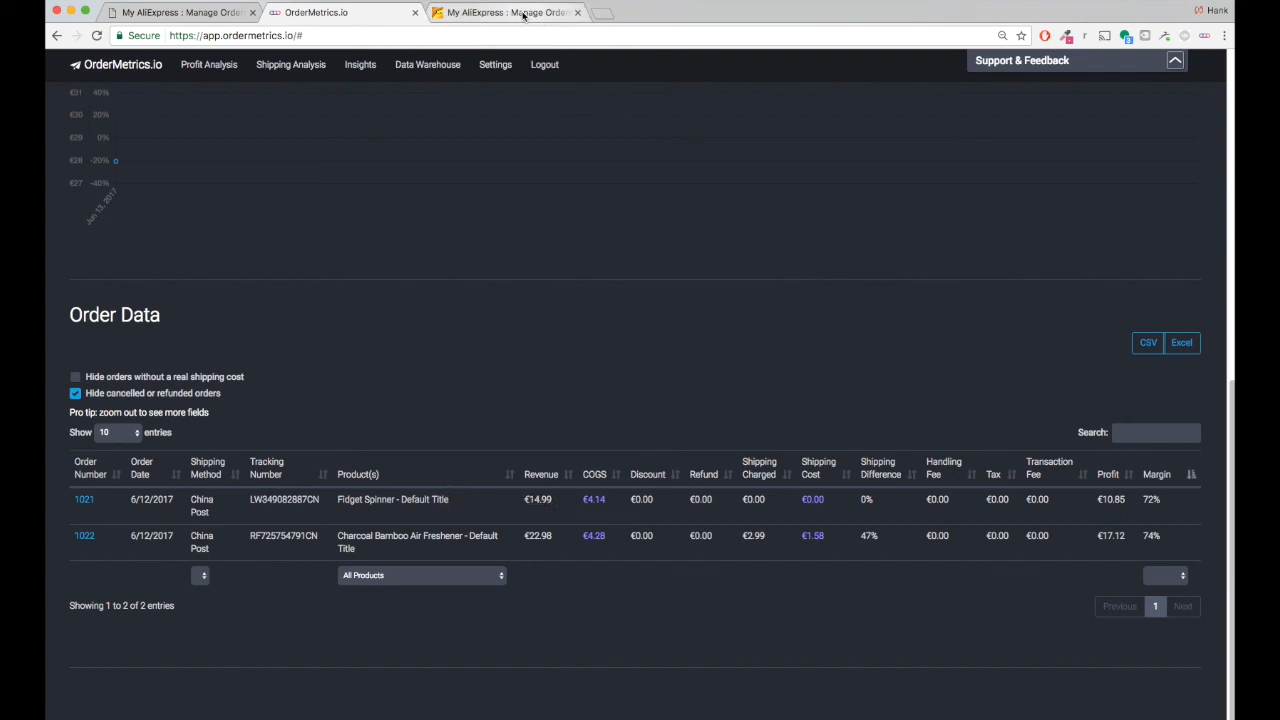 My AliExpress : Manage Order
OrderMetrics.io
My AliExpress : Manage Order
Hank
Secure
https://app.ordermetrics.io/#
OrderMetrics.io
Profit Analysis
Shipping Analysis
Insights
Data Warehouse
Settings
Logout
Support & Feedback
€31 40%
€30 20%
€29 0%
€28 -20%
€27 -40%
Jun 13, 2017
Order Data
CSV
Excel
Hide orders without a real shipping cost
Hide cancelled or refunded orders
Pro tip: zoom out to see more fields
Show 10 entries
Search:
Order Number
Order Date
Shipping Method
Tracking Number
Product(s)
Revenue
COGS
Discount
Refund
Shipping Charged
Shipping Cost
Shipping Difference
Handling Fee
Tax
Transaction Fee
Profit
Margin
1021 6/12/2017 China Post LW349082887CN Fidget Spinner - Default Title €14.99 €4.14 €0.00 €0.00 €0.00 €0.00 0% €0.00 €0.00 €0.00 €10.85 72%
1022 6/12/2017 China Post RF725754791CN Charcoal Bamboo Air Freshener - Default Title €22.98 €4.28 €0.00 €0.00 €2.99 €1.58 47% €0.00 €0.00 €0.00 €17.12 74%
All Products
Showing 1 to 2 of 2 entries
Previous 1 Next